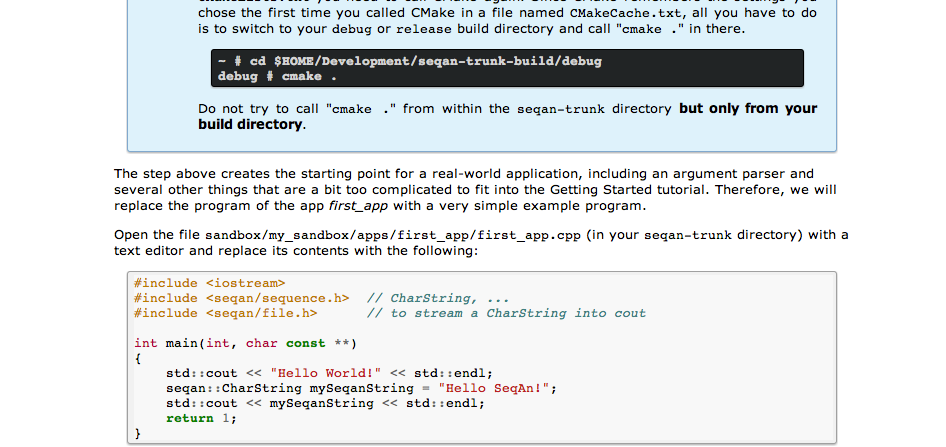 chose the first time you called CMake in a file named CMakeCache.txt, all you have to do
is to switch to your debug or release build directory and call "cmake ." in there.
~ # cd $HOME/Development/seqan-trunk-build/debug
debug # cmake .
Do not try to call "cmake ." from within the seqan-trunk directory but only from your
build directory.
The step above creates the starting point for a real-world application, including an argument parser and
several other things that are a bit too complicated to fit into the Getting Started tutorial. Therefore, we will
replace the program of the app first_app with a very simple example program.
Open the file sandbox/my_sandbox/apps/first_app/first_app.cpp (in your seqan-trunk directory) with a
text editor and replace its contents with the following:
#include <iostream>
#include <seqan/sequence.h>  // CharString, ...
#include <seqan/file.h>      // to stream a CharString into cout
int main(int, char const **)
{
    std::cout << "Hello World!" << std::endl;
    seqan::CharString mySeqanString = "Hello SeqAn!";
    std::cout << mySeqanString << std::endl;
    return 1;
}